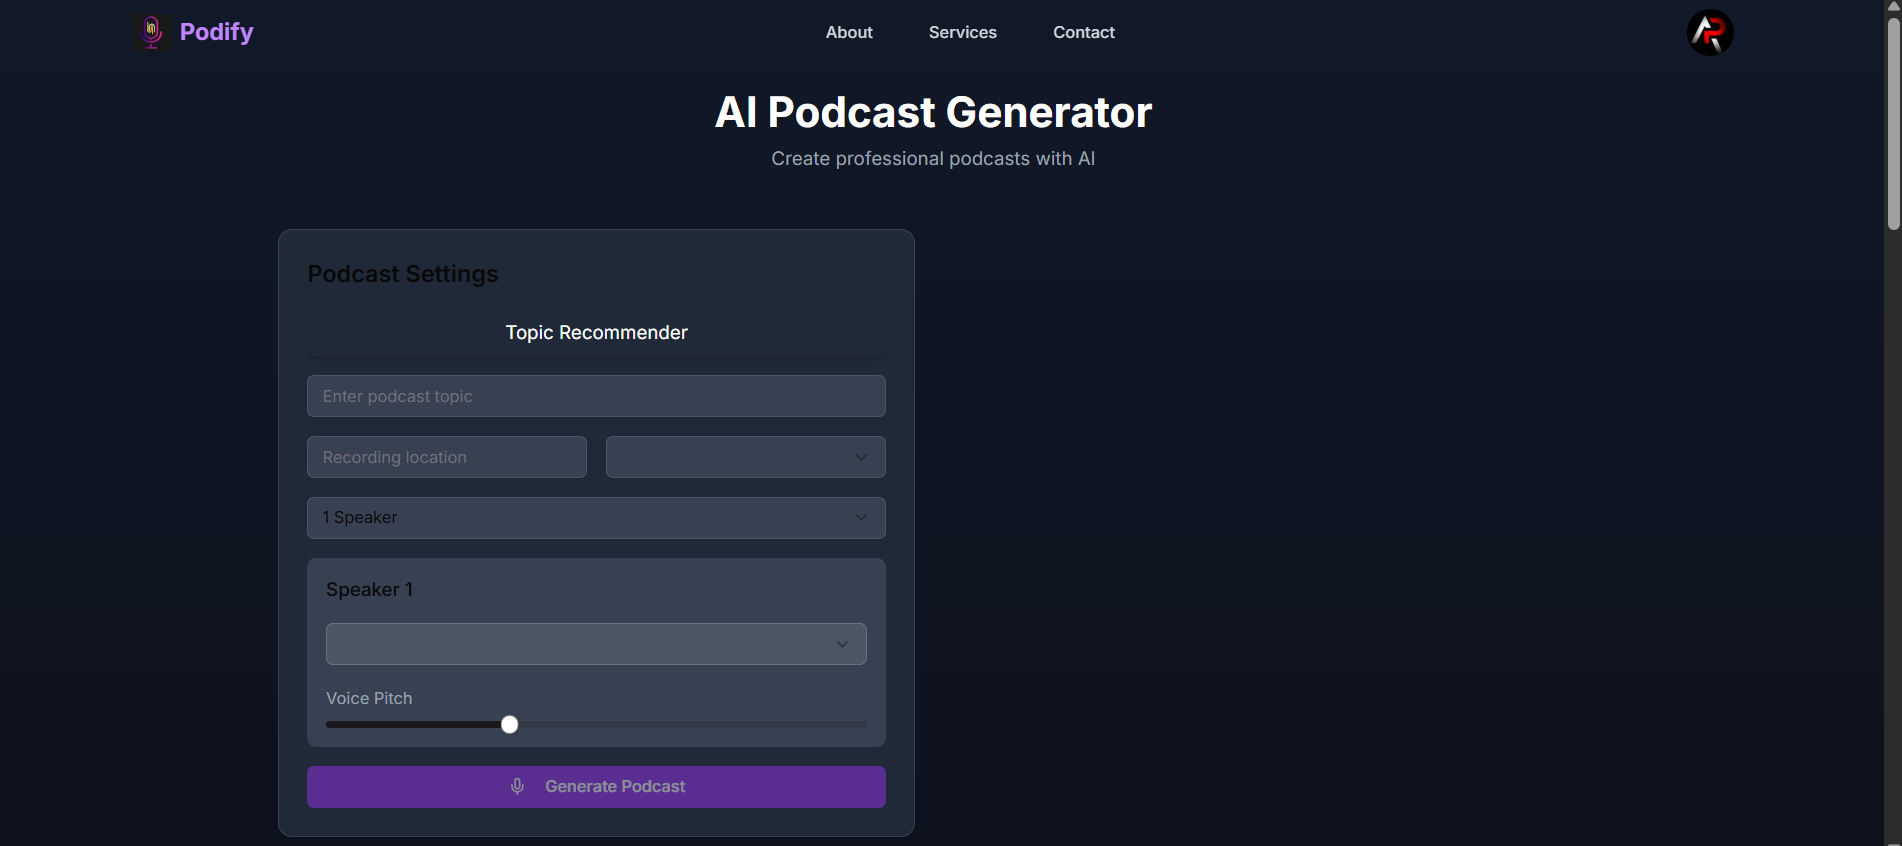 Podify
About
Services
Contact
AI Podcast Generator
Create professional podcasts with AI
Podcast Settings
Topic Recommender
Enter podcast topic
Recording location
1 Speaker
Speaker 1
Voice Pitch
Generate Podcast